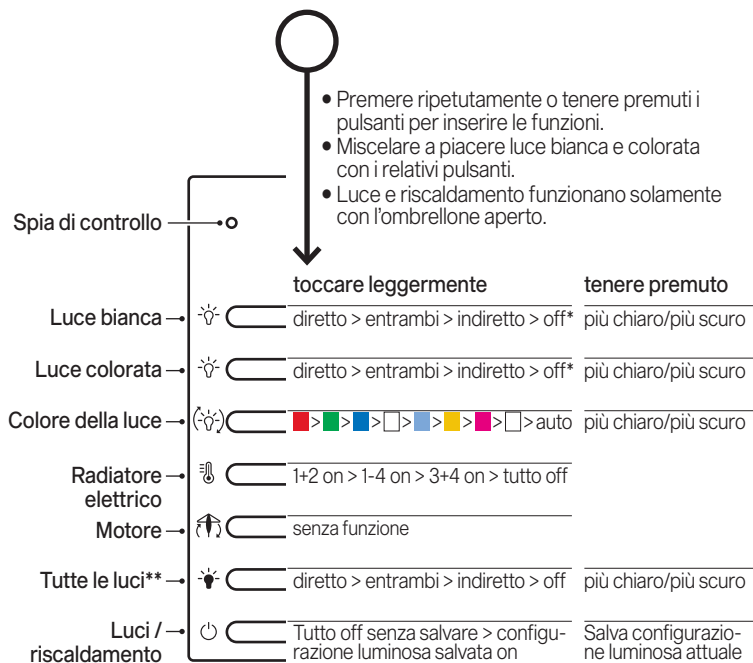 • Premere ripetutamente o tenere premuti i
pulsanti per inserire le funzioni.
• Miscelare a piacere luce bianca e colorata
con i relativi pulsanti.
• Luce e riscaldamento funzionano solamente
con l'ombrellone aperto.
Spia di controllo
toccare leggermente tenere premuto
Luce bianca diretto > entrambi > indiretto > off* più chiaro/più scuro
Luce colorata diretto > entrambi > indiretto > off* più chiaro/più scuro
Colore della luce > > > > > > > > auto più chiaro/più scuro
Radiatore
elettrico
1+2 on > 1-4 on > 3+4 on > tutto off
Motore senza funzione
Tutte le luci** diretto > entrambi > indiretto > off più chiaro/più scuro
Luci /
riscaldamento
Tutto off senza salvare > configu-
razione luminosa salvata on
Salva configurazio-
ne luminosa attuale